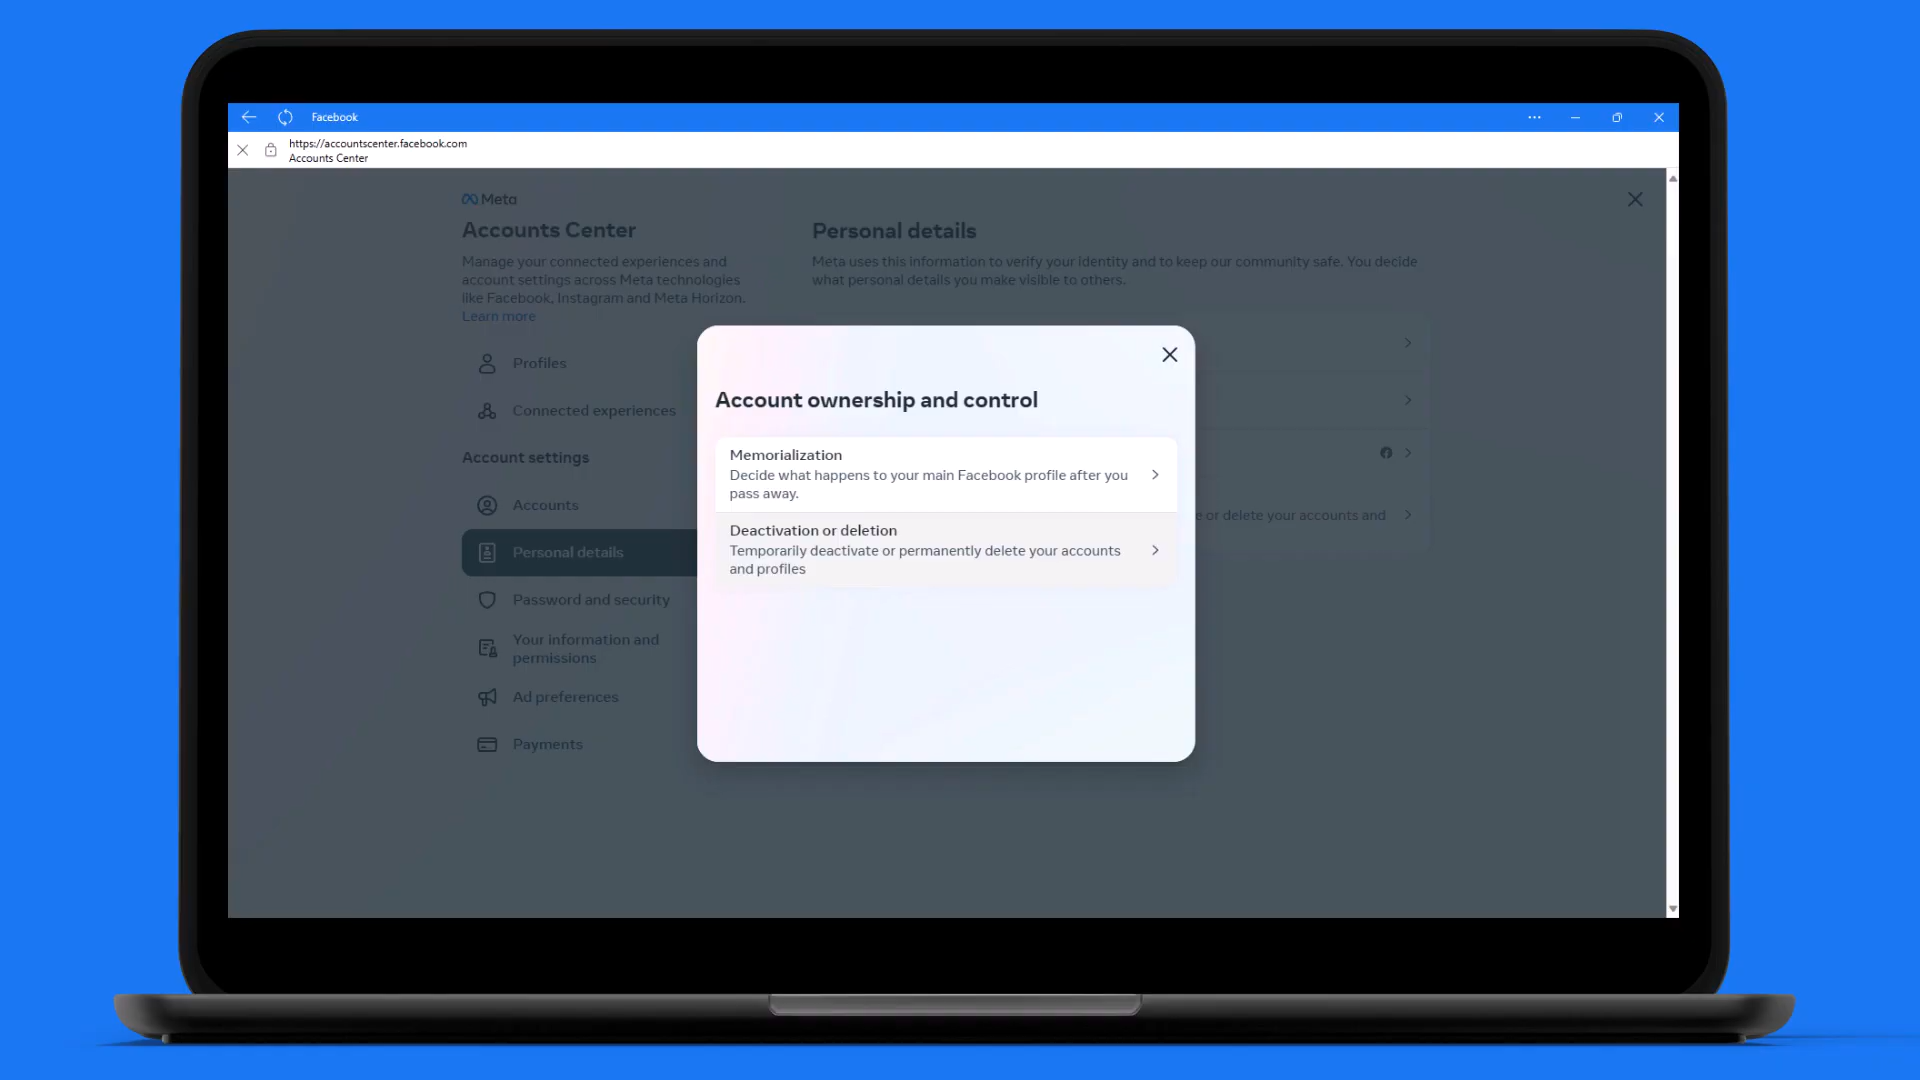 Facebook
https://accountscenter.facebook.com
Accounts Center
Meta
Accounts Center
Manage your connected experiences and
account settings across Meta technologies
like Facebook, Instagram and Meta Horizon.
Learn more
Profiles
Connected experiences
Account settings
Accounts
Personal details
Password and security
Your information and
permissions
Ad preferences
Payments
Personal details
Meta uses this information to verify your identity and to keep our community safe. You decide
what personal details you make visible to others.
e or delete your accounts and
Account ownership and control
Memorialization
Decide what happens to your main Facebook profile after you
pass away.
Deactivation or deletion
Temporarily deactivate or permanently delete your accounts
and profiles